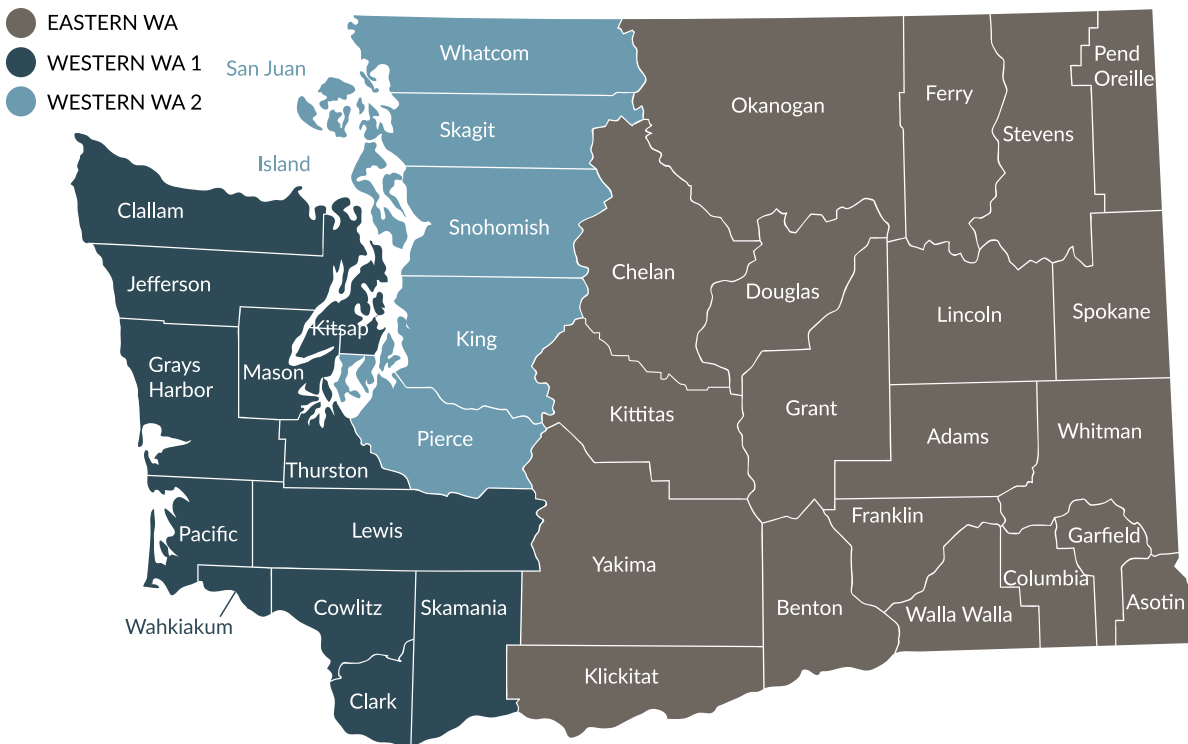 EASTERN WA
WESTERN WA 1
WESTERN WA 2
San Juan
Island
Whatcom
Skagit
Snohomish
King
Pierce
Clallam
Jefferson
Grays
Harbor
Mason
Kitsap
Thurston
Pacific
Lewis
Wahkiakum
Cowlitz
Skamania
Clark
Okanogan
Ferry
Stevens
Pend
Oreille
Chelan
Douglas
Lincoln
Spokane
Kittitas
Grant
Adams
Whitman
Yakima
Franklin
Benton
Walla Walla
Columbia
Garfield
Asotin
Klickitat